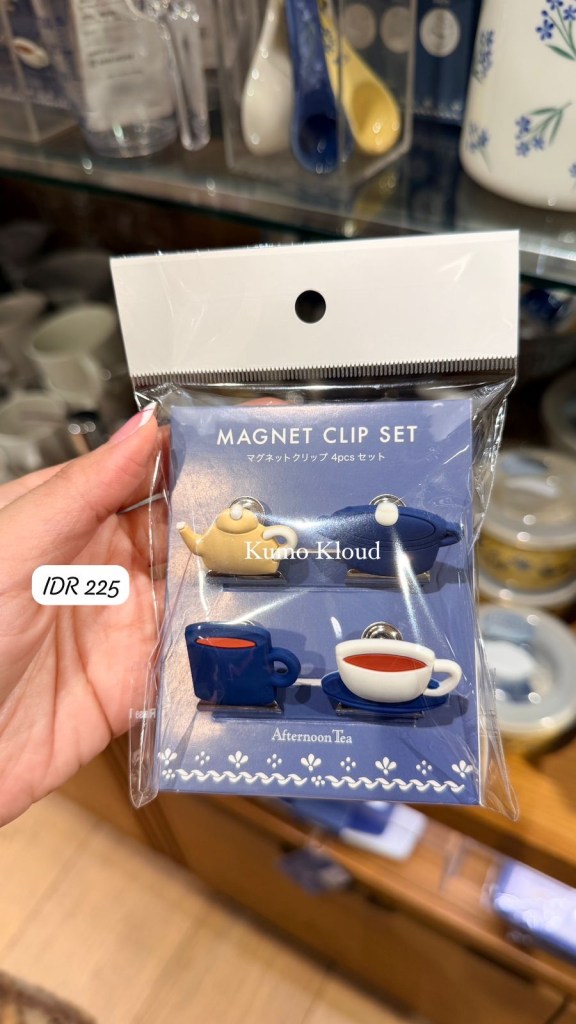 MAGNET CLIP SET
マグネットクリップ 4pcs セット
Kumo Kloud
IDR 225
Afternoon Tea